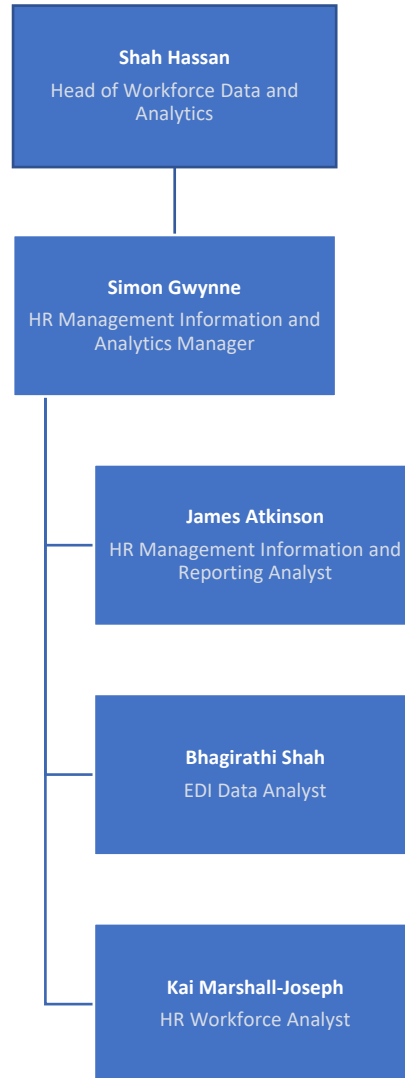 Shah Hassan
Head of Workforce Data and
Analytics
Simon Gwynne
HR Management Information and
Analytics Manager
James Atkinson
HR Management Information and
Reporting Analyst
Bhagirathi Shah
EDI Data Analyst
Kai Marshall-Joseph
HR Workforce Analyst